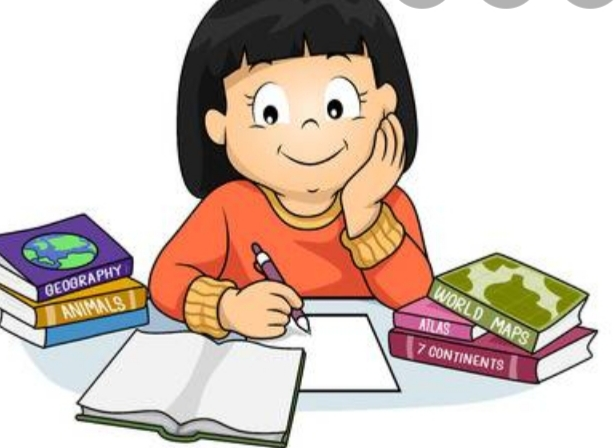 GEOGRAPHY
ANIMALS
WORLD MAPS
ATLAS
7 CONTINENTS